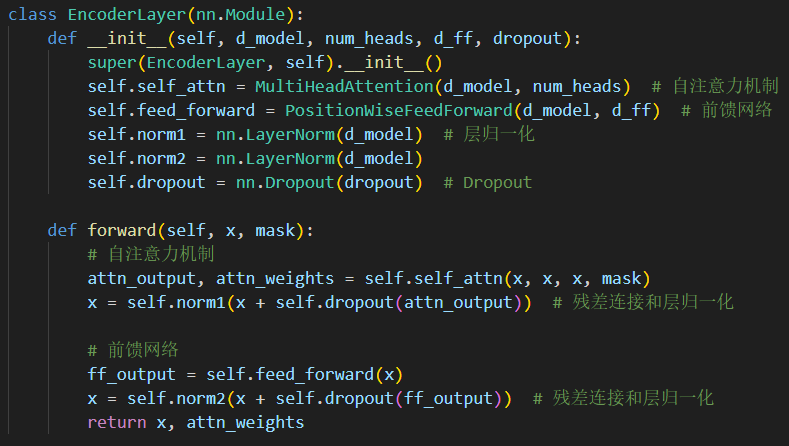 class EncoderLayer(nn.Module):
    def __init__(self, d_model, num_heads, d_ff, dropout):
        super(EncoderLayer, self).__init__()
        self.self_attn = MultiHeadAttention(d_model, num_heads)  # 自注意力机制
        self.feed_forward = PositionWiseFeedForward(d_model, d_ff)  # 前馈网络
        self.norm1 = nn.LayerNorm(d_model)  # 层归一化
        self.norm2 = nn.LayerNorm(d_model)
        self.dropout = nn.Dropout(dropout)  # Dropout

    def forward(self, x, mask):
        # 自注意力机制
        attn_output, attn_weights = self.self_attn(x, x, x, mask)
        x = self.norm1(x + self.dropout(attn_output))  # 残差连接和层归一化

        # 前馈网络
        ff_output = self.feed_forward(x)
        x = self.norm2(x + self.dropout(ff_output))  # 残差连接和层归一化
        return x, attn_weights